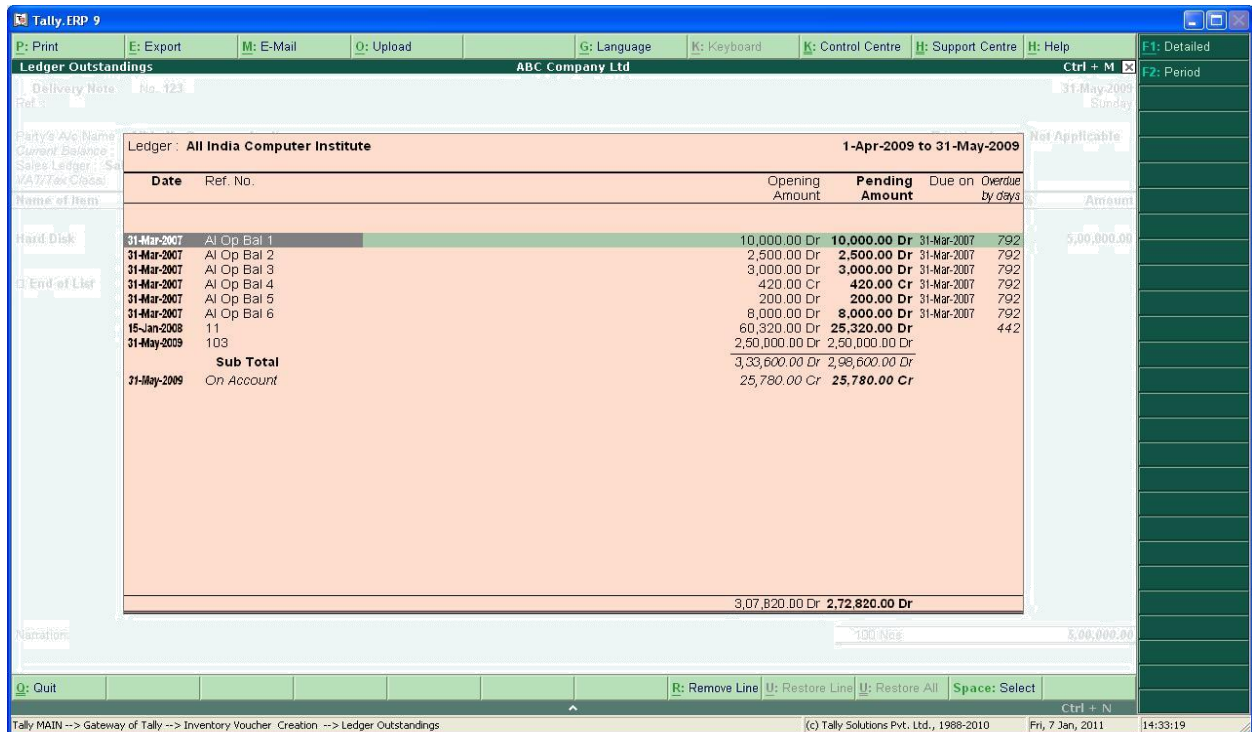 Tally.ERP 9
P: Print E: Export M: E-Mail O: Upload G: Language K: Keyboard K: Control Centre H: Support Centre H: Help F1: Detailed
Ledger Outstandings ABC Company Ltd Ctrl + M F2: Period
Delivery Note No. 123 31-May-2009
Ref.: Sunday
Party's A/c Name Not Applicable
Current Balance :
Sales Ledger : Sal
VAT/Tax Class:
Ledger : All India Computer Institute 1-Apr-2009 to 31-May-2009
Date Ref. No. Opening Amount Pending Amount Due on Overdue by days
Name of Item % Amount
Hard Disk 5,00,000.00
31-Mar-2007 Al Op Bal 1 10,000.00 Dr 10,000.00 Dr 31-Mar-2007 792
31-Mar-2007 Al Op Bal 2 2,500.00 Dr 2,500.00 Dr 31-Mar-2007 792
31-Mar-2007 Al Op Bal 3 3,000.00 Dr 3,000.00 Dr 31-Mar-2007 792
End of List
31-Mar-2007 Al Op Bal 4 420.00 Cr 420.00 Cr 31-Mar-2007 792
31-Mar-2007 Al Op Bal 5 200.00 Dr 200.00 Dr 31-Mar-2007 792
31-Mar-2007 Al Op Bal 6 8,000.00 Dr 8,000.00 Dr 31-Mar-2007 792
15-Jan-2008 11 60,320.00 Dr 25,320.00 Dr 442
31-May-2009 103 2,50,000.00 Dr 2,50,000.00 Dr
Sub Total 3,33,600.00 Dr 2,98,600.00 Dr
31-May-2009 On Account 25,780.00 Cr 25,780.00 Cr
3,07,820.00 Dr 2,72,820.00 Dr
Narration: 100 Nos 5,00,000.00
Q: Quit R: Remove Line U: Restore Line U: Restore All Space: Select
Ctrl + N
Tally MAIN --> Gateway of Tally --> Inventory Voucher Creation --> Ledger Outstandings (c) Tally Solutions Pvt. Ltd., 1988-2010 Fri, 7 Jan, 2011 14:33:19